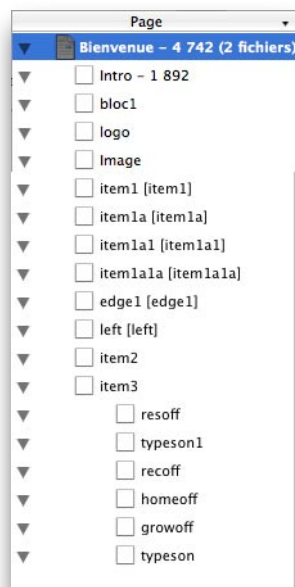 Page
Bienvenue – 4 742 (2 fichiers)
Intro – 1 892
bloc1
logo
Image
item1 [item1]
item1a [item1a]
item1a1 [item1a1]
item1a1a [item1a1a]
edge1 [edge1]
left [left]
item2
item3
resoff
typeson1
recoff
homeoff
growoff
typeson